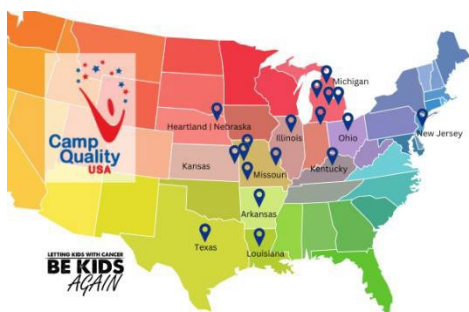 Camp
Quality
USA
Michigan
Heartland | Nebraska
Illinois
Ohio
New Jersey
Kansas
Missouri
Kentucky
Arkansas
Texas
Louisiana
LETTING KIDS WITH CANCER
BE KIDS
AGAIN